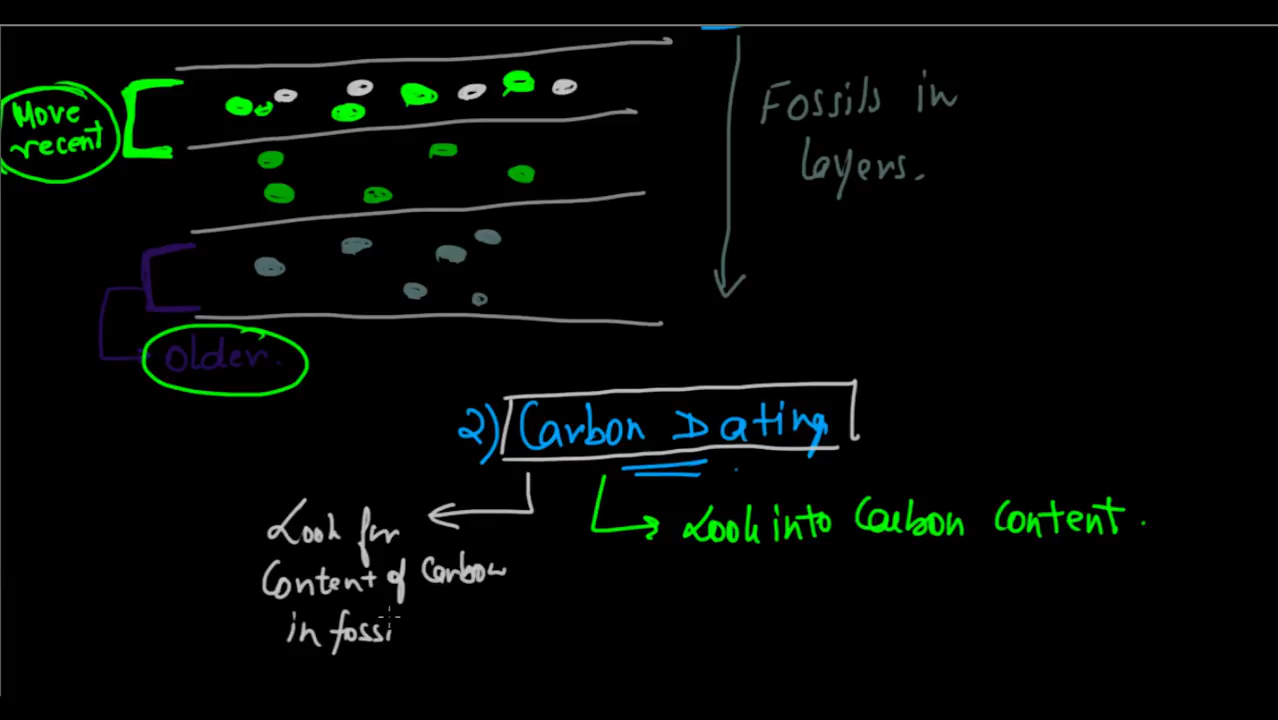 Move
recent
Fossils in
layers.
Older.
2) Carbon Dating
Look into Carbon Content.
Look for
Content of Carbon
in fossi